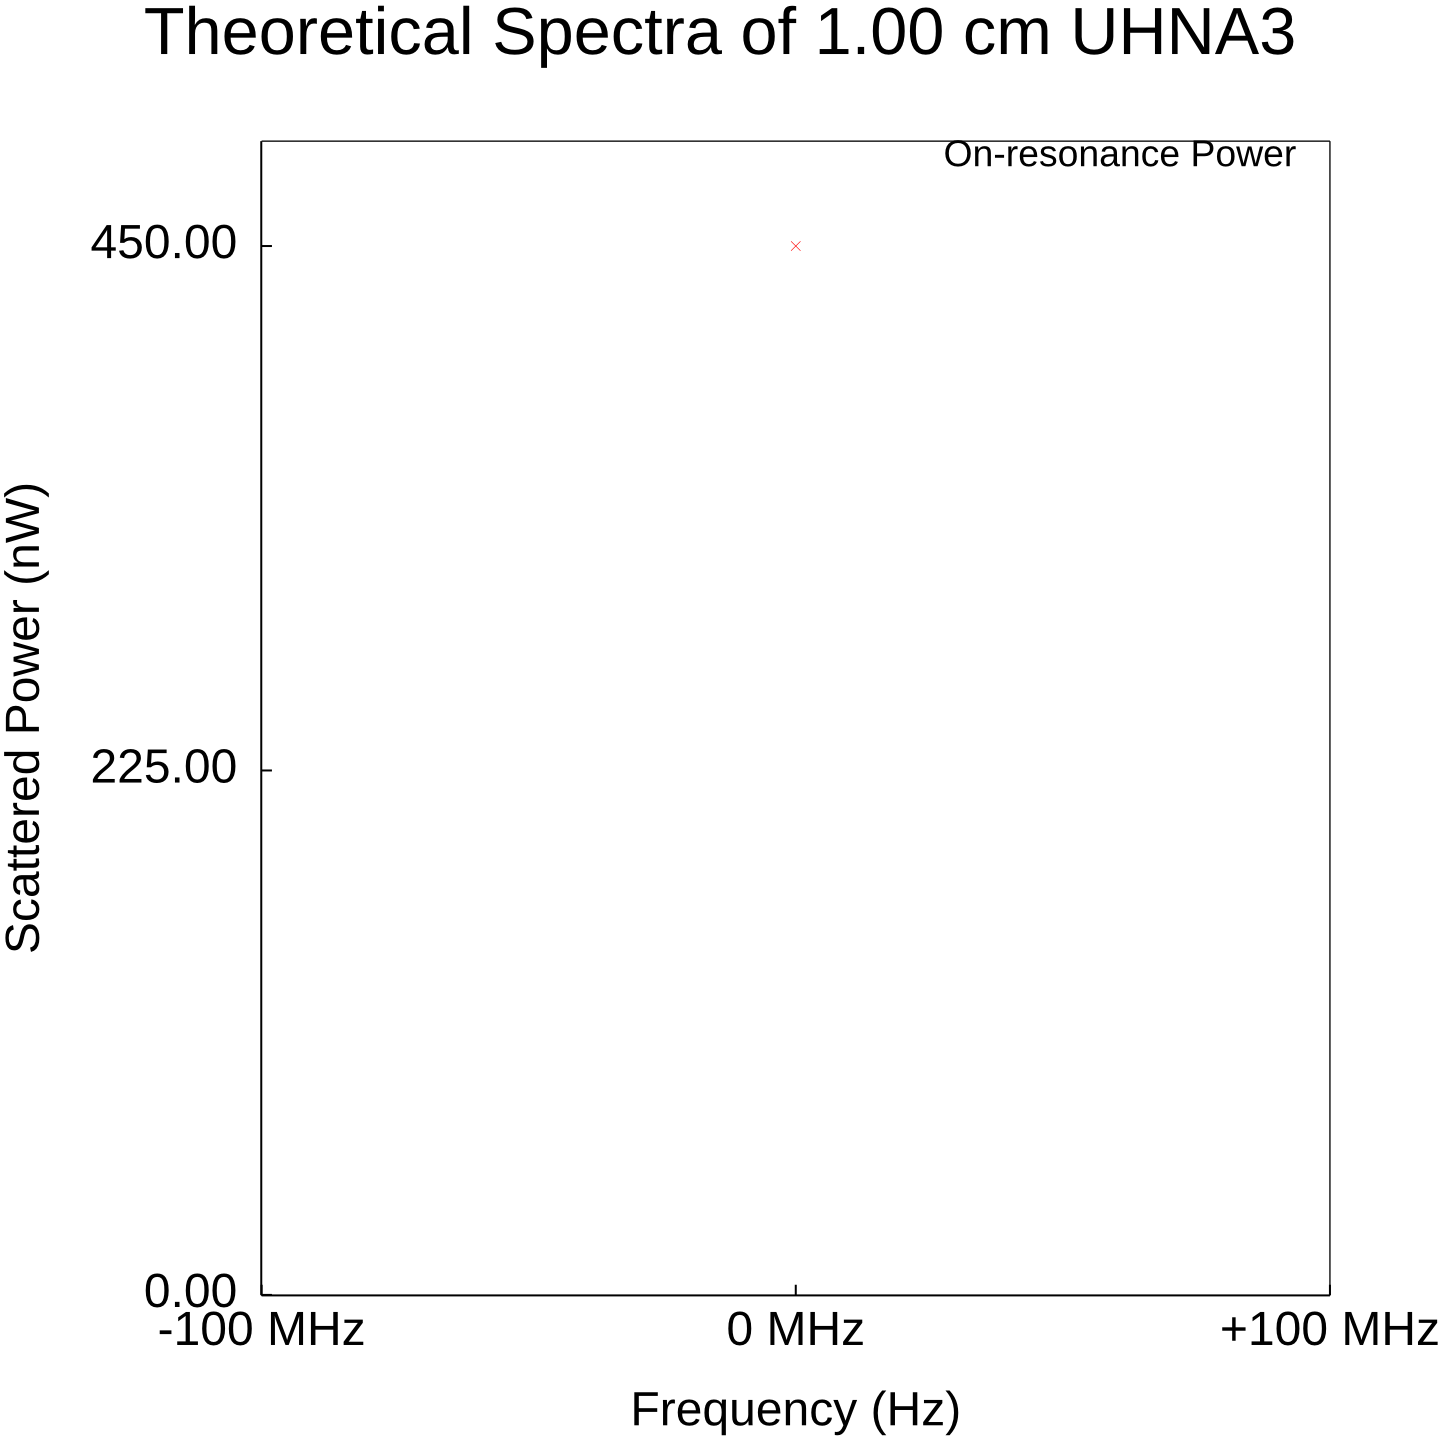 Theoretical Spectra of 1.00 cm UHNA3
On-resonance Power
450.00
225.00
0.00
Scattered Power (nW)
-100 MHz
0 MHz
+100 MHz
Frequency (Hz)